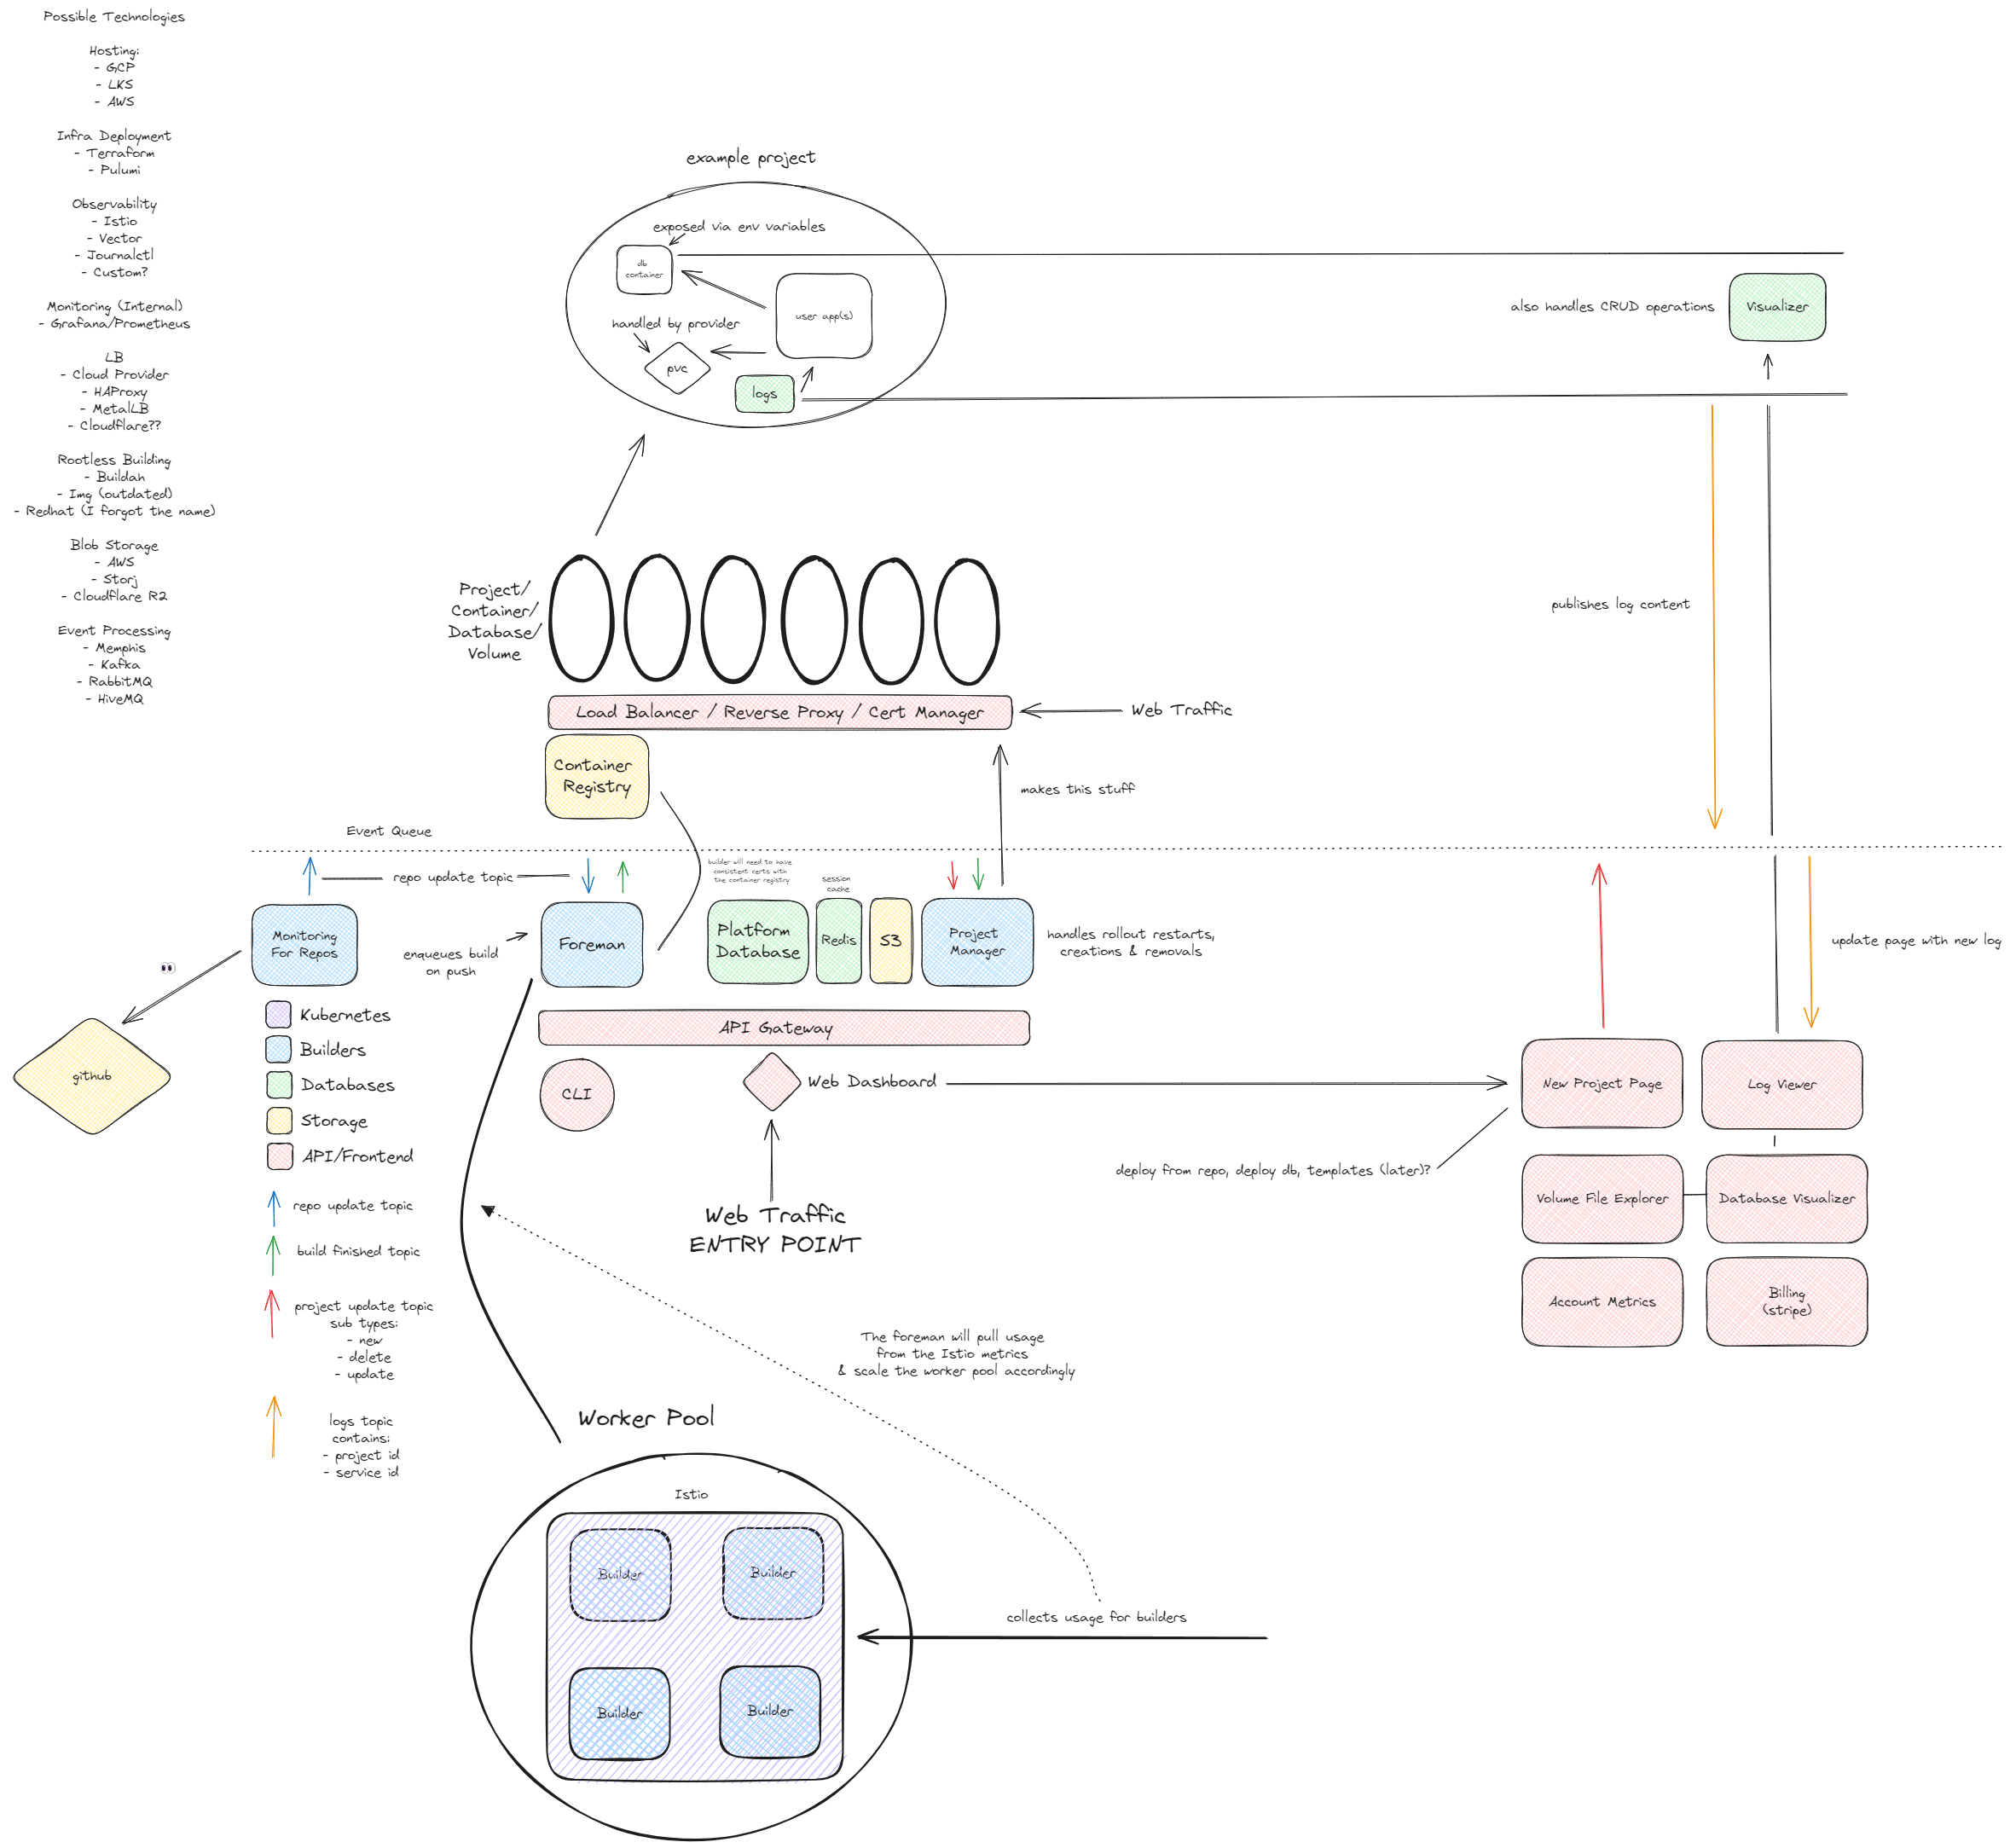 Possible Technologies
Hosting:
- GCP
- LKS
- AWS
Infra Deployment
- Terraform
- Pulumi
Observability
- Istio
- Vector
- Journalctl
- Custom?
Monitoring (Internal)
- Grafana/Prometheus
LB
- Cloud Provider
- HAProxy
- MetalLB
- Cloudflare??
Rootless Building
- Buildah
- Img (outdated)
- Redhat (I forgot the name)
Blob Storage
- AWS
- Storj
- Cloudflare R2
Event Processing
- Memphis
- Kafka
- RabbitMQ
- HiveMQ
example project
exposed via env variables
db
container
user app(s)
handled by provider
pvc
logs
also handles CRUD operations
Visualizer
publishes log content
Project/
Container/
Database/
Volume
Load Balancer / Reverse Proxy / Cert Manager
Web Traffic
Container
Registry
makes this stuff
Event Queue
repo update topic
builder will need to have
consistent certs with
the container registry
session
cache
Monitoring
For Repos
enqueues build
on push
Foreman
Platform
Database
Redis
S3
Project
Manager
handles rollout restarts,
creations & removals
update page with new log
github
Kubernetes
Builders
Databases
Storage
API/Frontend
repo update topic
build finished topic
project update topic
sub types:
- new
- delete
- update
logs topic
contains:
- project id
- service id
API Gateway
CLI
Web Dashboard
Web Traffic
ENTRY POINT
deploy from repo, deploy db, templates (later)?
New Project Page
Log Viewer
Volume File Explorer
Database Visualizer
Account Metrics
Billing
(stripe)
The foreman will pull usage
from the Istio metrics
& scale the worker pool accordingly
Worker Pool
Istio
Builder
Builder
Builder
Builder
collects usage for builders